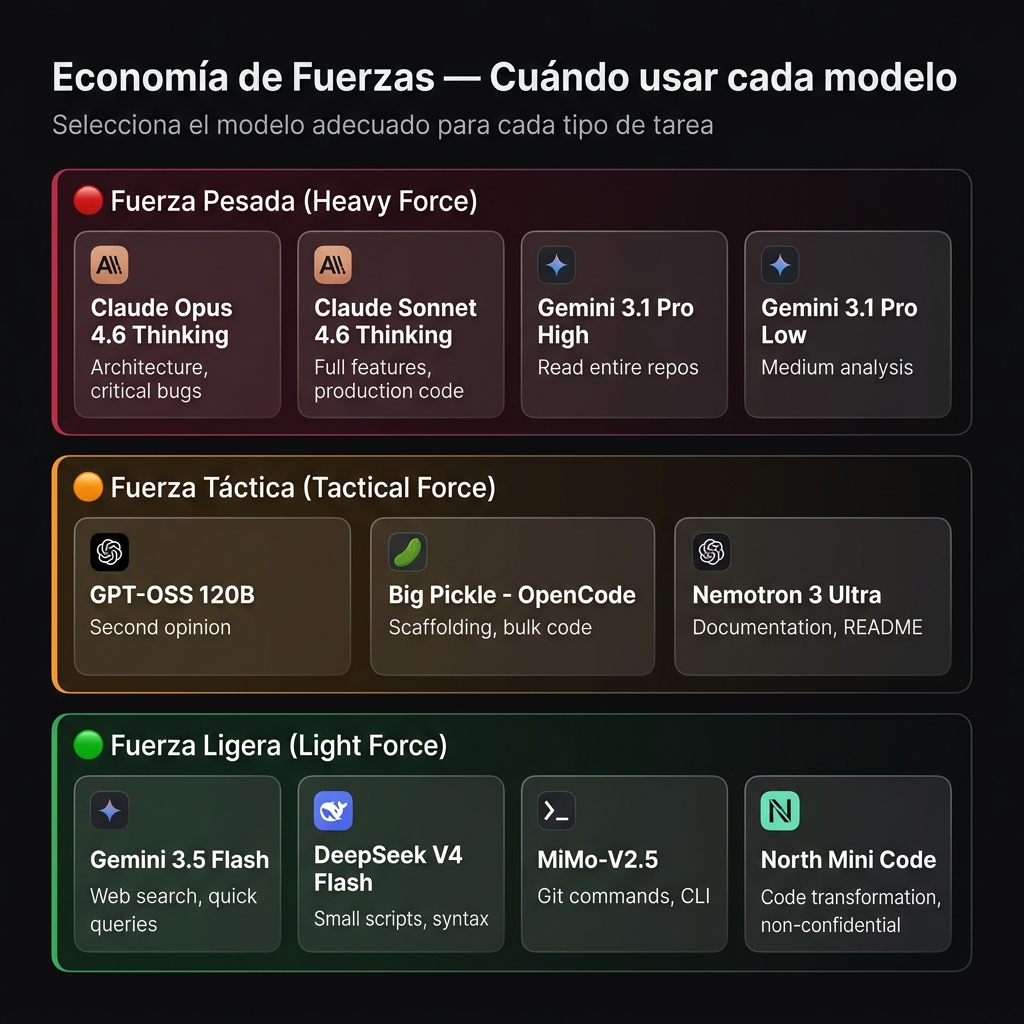 Economía de Fuerzas — Cuándo usar cada modelo
Selecciona el modelo adecuado para cada tipo de tarea
Fuerza Pesada (Heavy Force)
Claude Opus
4.6 Thinking
Architecture,
critical bugs
Claude Sonnet
4.6 Thinking
Full features,
production code
Gemini 3.1 Pro
High
Read entire repos
Gemini 3.1 Pro
Low
Medium analysis
Fuerza Táctica (Tactical Force)
GPT-OSS 120B
Second opinion
Big Pickle - OpenCode
Scaffolding, bulk code
Nemotron 3 Ultra
Documentation, README
Fuerza Ligera (Light Force)
Gemini 3.5 Flash
Web search, quick
queries
DeepSeek V4
Flash
Small scripts, syntax
MiMo-V2.5
Git commands, CLI
North Mini Code
Code transformation,
non-confidential